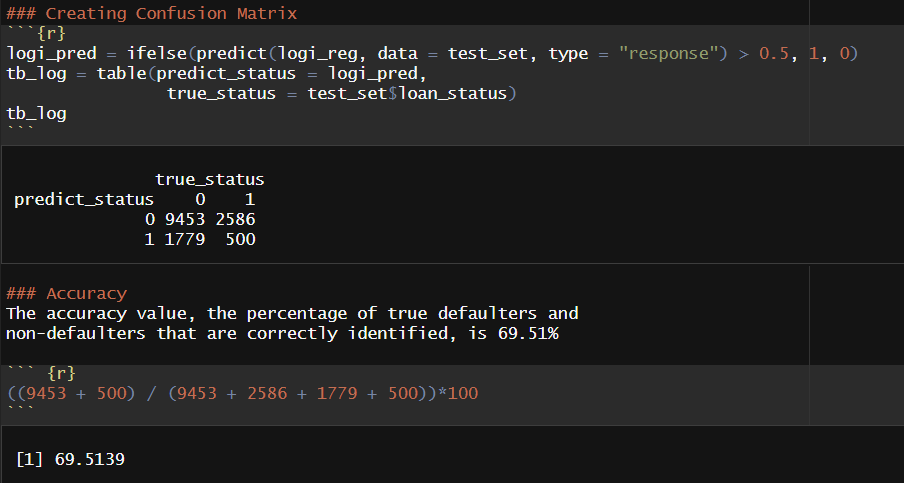 ### Creating Confusion Matrix
```{r}
logi_pred = ifelse(predict(logi_reg, data = test_set, type = "response") > 0.5, 1, 0)
tb_log = table(predict_status = logi_pred,
true_status = test_set$loan_status)
tb_log
```
true_status
predict_status 0 1
0 9453 2586
1 1779 500
### Accuracy
The accuracy value, the percentage of true defaulters and
non-defaulters that are correctly identified, is 69.51%
``` {r}
((9453 + 500) / (9453 + 2586 + 1779 + 500))*100
```
[1] 69.5139